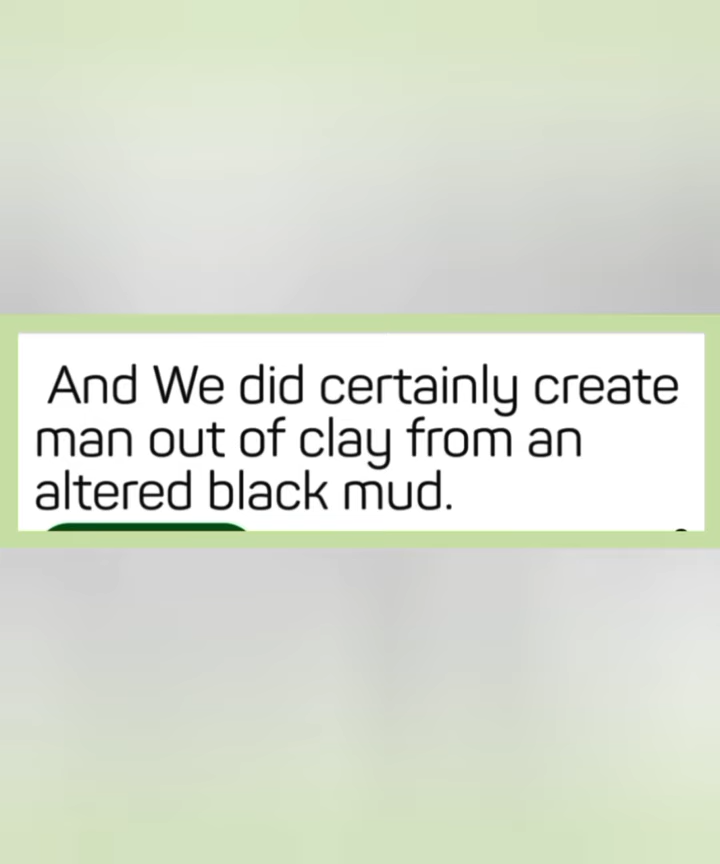 And We did certainly create
man out of clay from an
altered black mud.